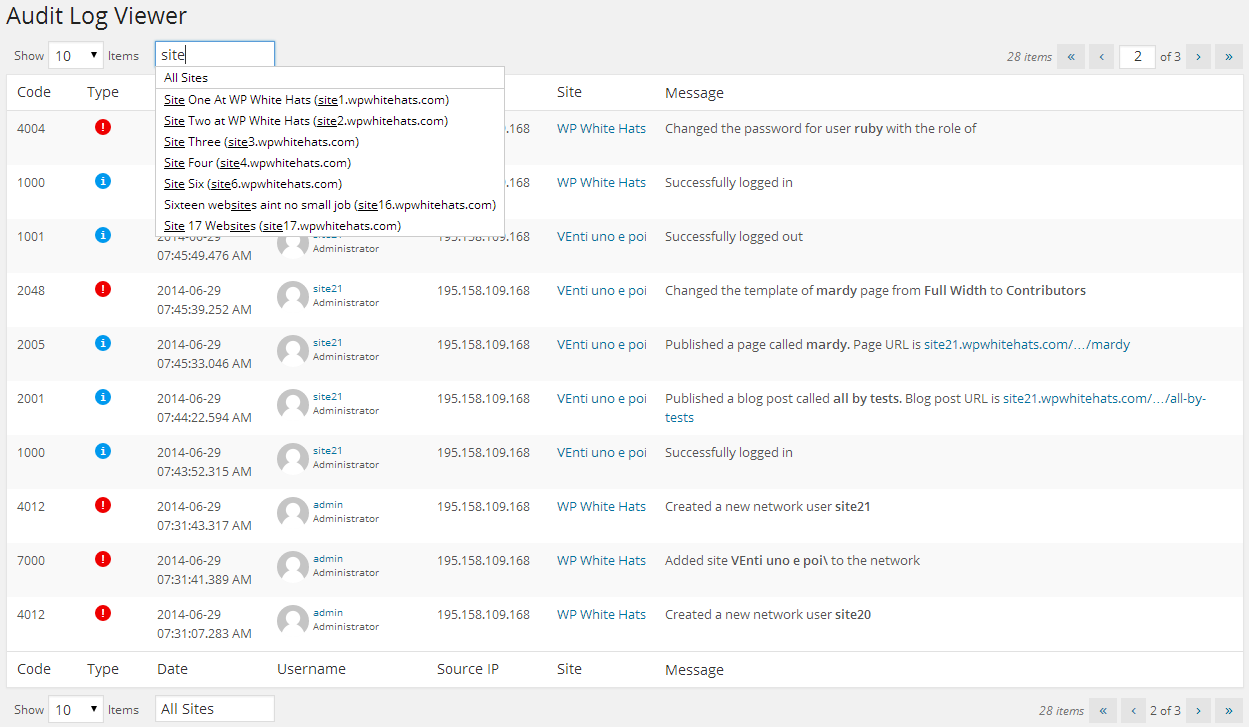 Audit Log Viewer
Show 10 Items site 28 items « ‹ 2 of 3 › »
All Sites
Code Type Site Message
Site One At WP White Hats (site1.wpwhitehats.com)
Site Two at WP White Hats (site2.wpwhitehats.com)
Site Three (site3.wpwhitehats.com)
Site Four (site4.wpwhitehats.com)
Site Six (site6.wpwhitehats.com)
Sixteen websites aint no small job (site16.wpwhitehats.com)
Site 17 Websites (site17.wpwhitehats.com)
4004 .168 WP White Hats Changed the password for user ruby with the role of
1000 .168 WP White Hats Successfully logged in
1001 2014-06-29 site21 195.158.109.168 VEnti uno e poi Successfully logged out
07:45:49.476 AM Administrator
2048 2014-06-29 site21 195.158.109.168 VEnti uno e poi Changed the template of mardy page from Full Width to Contributors
07:45:39.252 AM Administrator
2005 2014-06-29 site21 195.158.109.168 VEnti uno e poi Published a page called mardy. Page URL is site21.wpwhitehats.com/…/mardy
07:45:33.046 AM Administrator
2001 2014-06-29 site21 195.158.109.168 VEnti uno e poi Published a blog post called all by tests. Blog post URL is site21.wpwhitehats.com/…/all-by-
07:44:22.594 AM Administrator tests
1000 2014-06-29 site21 195.158.109.168 VEnti uno e poi Successfully logged in
07:43:52.315 AM Administrator
4012 2014-06-29 admin 195.158.109.168 WP White Hats Created a new network user site21
07:31:43.317 AM Administrator
7000 2014-06-29 admin 195.158.109.168 WP White Hats Added site VEnti uno e poi\ to the network
07:31:41.389 AM Administrator
4012 2014-06-29 admin 195.158.109.168 WP White Hats Created a new network user site20
07:31:07.283 AM Administrator
Code Type Date Username Source IP Site Message
Show 10 Items All Sites 28 items « ‹ 2 of 3 › »